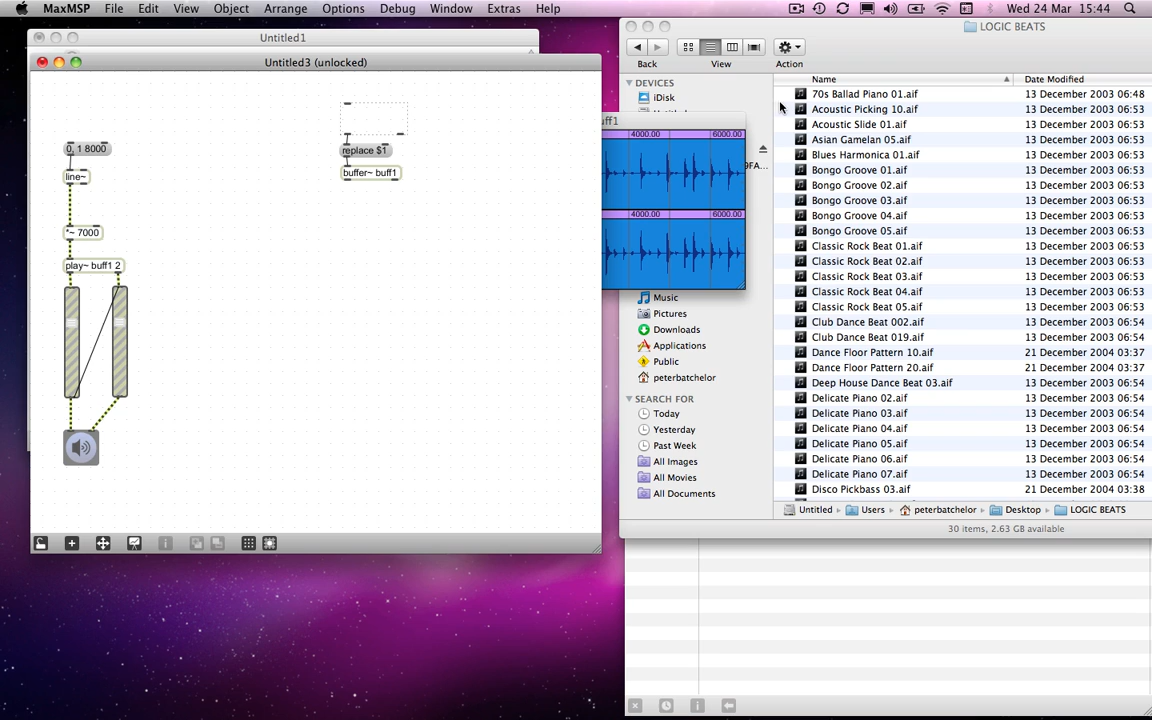 MaxMSP File Edit View Object Arrange Options Debug Window Extras Help Wed 24 Mar 15:44
Untitled1
Untitled3 (unlocked)
0, 1 8000
line~
*~ 7000
play~ buff1 2
replace $1
buffer~ buff1
uff1
4000.00 6000.00
4000.00 6000.00
LOGIC BEATS
Back View Action
DEVICES
iDisk
SEARCH FOR
Music
Pictures
Downloads
Applications
Public
peterbatchelor
Today
Yesterday
Past Week
All Images
All Movies
All Documents
Name Date Modified
70s Ballad Piano 01.aif 13 December 2003 06:48
Acoustic Picking 10.aif 13 December 2003 06:53
Acoustic Slide 01.aif 13 December 2003 06:53
Asian Gamelan 05.aif 13 December 2003 06:53
Blues Harmonica 01.aif 13 December 2003 06:53
Bongo Groove 01.aif 13 December 2003 06:53
Bongo Groove 02.aif 13 December 2003 06:53
Bongo Groove 03.aif 13 December 2003 06:53
Bongo Groove 04.aif 13 December 2003 06:53
Bongo Groove 05.aif 13 December 2003 06:53
Classic Rock Beat 01.aif 13 December 2003 06:53
Classic Rock Beat 02.aif 13 December 2003 06:53
Classic Rock Beat 03.aif 13 December 2003 06:53
Classic Rock Beat 04.aif 13 December 2003 06:53
Classic Rock Beat 05.aif 13 December 2003 06:53
Club Dance Beat 002.aif 13 December 2003 06:54
Club Dance Beat 019.aif 13 December 2003 06:54
Dance Floor Pattern 10.aif 21 December 2004 03:37
Dance Floor Pattern 20.aif 21 December 2004 03:37
Deep House Dance Beat 03.aif 13 December 2003 06:54
Delicate Piano 02.aif 13 December 2003 06:54
Delicate Piano 03.aif 13 December 2003 06:54
Delicate Piano 04.aif 13 December 2003 06:54
Delicate Piano 05.aif 13 December 2003 06:54
Delicate Piano 06.aif 13 December 2003 06:54
Delicate Piano 07.aif 13 December 2003 06:54
Disco Pickbass 03.aif 21 December 2004 03:38
Untitled Users peterbatchelor Desktop LOGIC BEATS
30 items, 2.63 GB available